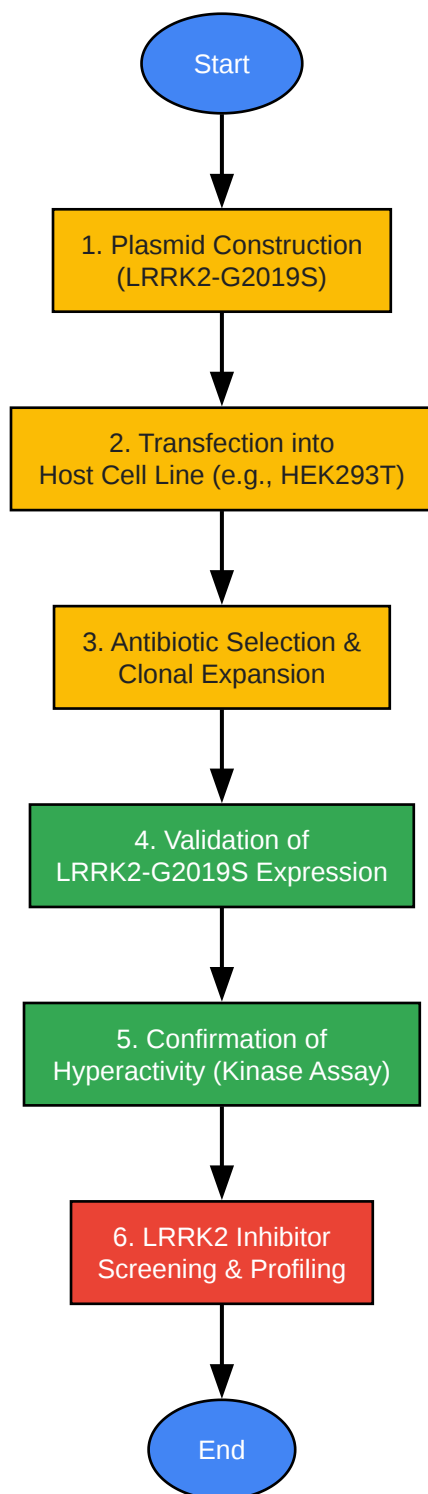 Start
1. Plasmid Construction
(LRRK2-G2019S)
2. Transfection into
Host Cell Line (e.g., HEK293T)
3. Antibiotic Selection &
Clonal Expansion
4. Validation of
LRRK2-G2019S Expression
5. Confirmation of
Hyperactivity (Kinase Assay)
6. LRRK2 Inhibitor
Screening & Profiling
End